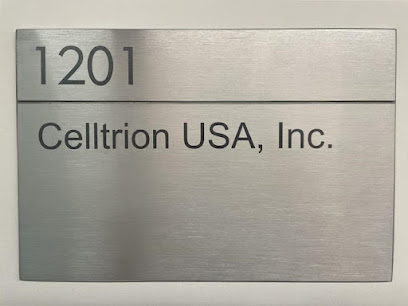 1201
Celltrion USA, Inc.